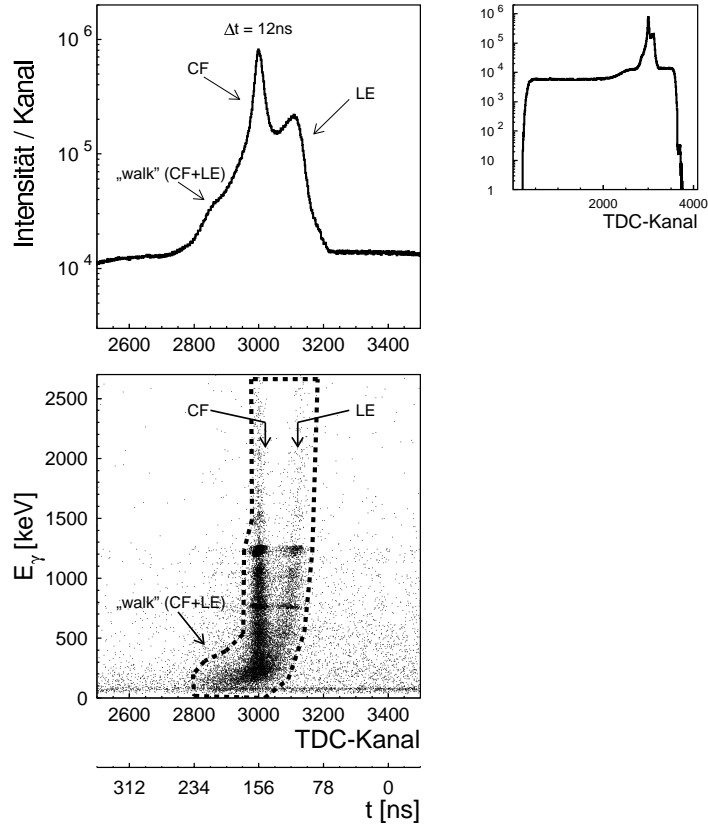 Intensität / Kanal
10^6
10^5
10^4
Δt = 12ns
CF
LE
„walk" (CF+LE)
2600 2800 3000 3200 3400
10^6
10^5
10^4
10^3
10^2
10
1
2000 4000
TDC-Kanal
E_γ [keV]
2500
2000
1500
1000
500
0
CF
LE
„walk" (CF+LE)
2600 2800 3000 3200 3400
TDC-Kanal
312 234 156 78 0
t [ns]